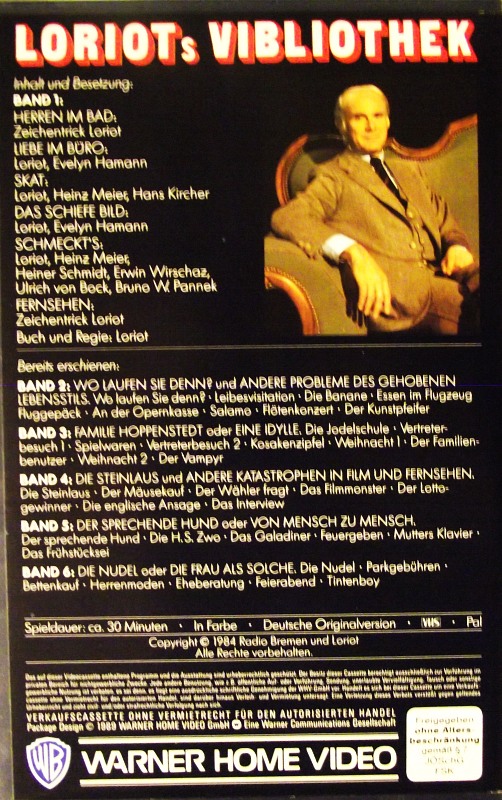 LORIOTs VIBLIOTHEK
Inhalt und Besetzung:
BAND 1:
HERREN IM BAD:
Zeichentrick Loriot
LIEBE IM BÜRO:
Loriot, Evelyn Hamann
SKAT:
Loriot, Heinz Meier, Hans Kircher
DAS SCHIEFE BILD:
Loriot, Evelyn Hamann
SCHMECKT'S:
Loriot, Heinz Meier,
Heiner Schmidt, Erwin Wirschaz,
Ulrich von Bock, Bruno W. Pannek
FERNSEHEN:
Zeichentrick Loriot
Buch und Regie: Loriot
Bereits erschienen:
BAND 2: WO LAUFEN SIE DENN? und ANDERE PROBLEME DES GEHOBENEN
LEBENSSTILS. Wo laufen Sie denn? · Leibesvisitation · Die Banane · Essen im Flugzeug
Fluggepäck · An der Opernkasse · Salamo · Flötenkonzert · Der Kunstpfeifer
BAND 3: FAMILIE HOPPENSTEDT oder EINE IDYLLE. Die Jodelschule · Vertreter-
besuch 1 · Spielwaren · Vertreterbesuch 2 · Kosakenzipfel · Weihnacht 1 · Der Familien-
benutzer · Weihnacht 2 · Der Vampyr
BAND 4: DIE STEINLAUS und ANDERE KATASTROPHEN IN FILM UND FERNSEHEN.
Die Steinlaus · Der Mäusekauf · Der Wähler fragt · Das Filmmonster · Der Lotto-
gewinner · Die englische Ansage · Das Interview
BAND 5: DER SPRECHENDE HUND oder VON MENSCH ZU MENSCH.
Der sprechende Hund · Die H.S. Zwo · Das Galadiner · Feuergeben · Mutters Klavier ·
Das Frühstücksei
BAND 6: DIE NUDEL oder DIE FRAU ALS SOLCHE. Die Nudel · Parkgebühren ·
Bettenkauf · Herrenmoden · Eheberatung · Feierabend · Tintenboy
Spieldauer: ca. 30 Minuten · In Farbe · Deutsche Originalversion · VHS · Pal
Copyright © 1984 Radio Bremen und Loriot
Alle Rechte vorbehalten.
VERKAUFSCASSETTE OHNE VERMIETRECHT FÜR DEN AUTORISIERTEN HANDEL
Package Design © 1989 WARNER HOME VIDEO GmbH Eine Warner Communications Gesellschaft
WB WARNER HOME VIDEO
Freigegeben
ohne Alters-
beschränkung
gemäß § 7
JÖSchG
FSK